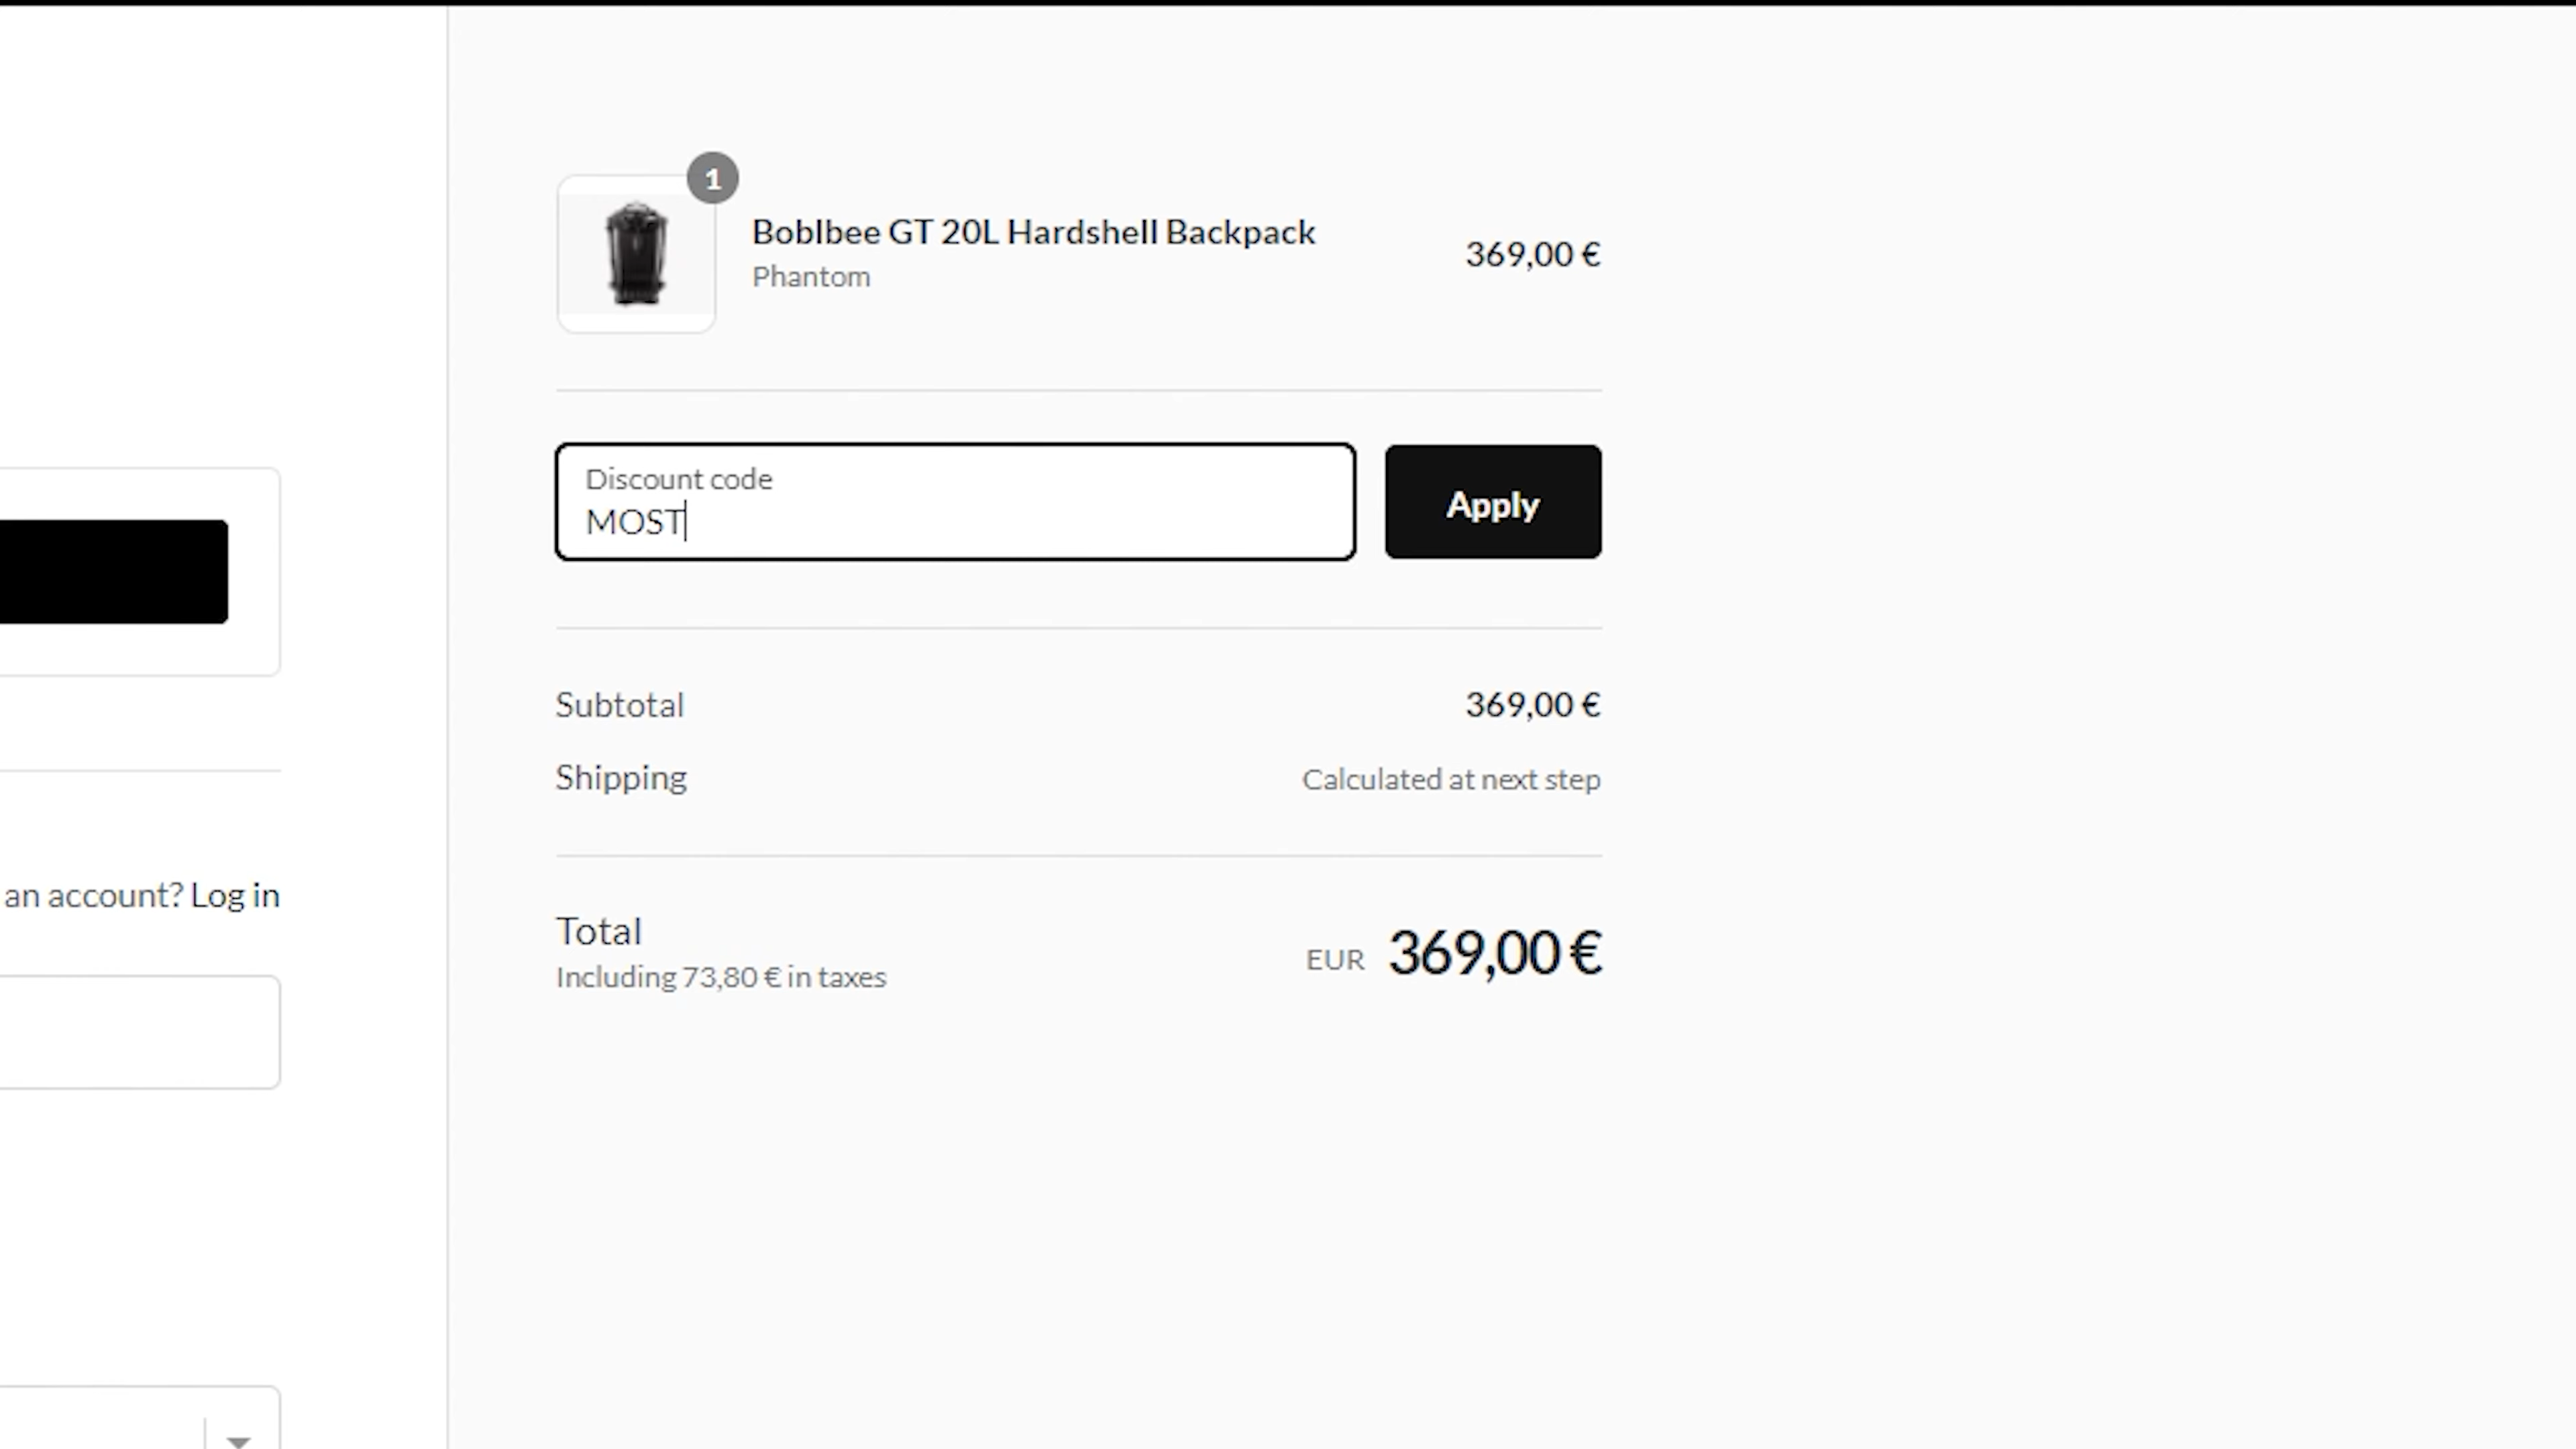 1
Boblbee GT 20L Hardshell Backpack
Phantom
369,00 €
Discount code
MOST
Apply
Subtotal
369,00 €
Shipping
Calculated at next step
an account? Log in
Total
Including 73,80 € in taxes
EUR 369,00 €